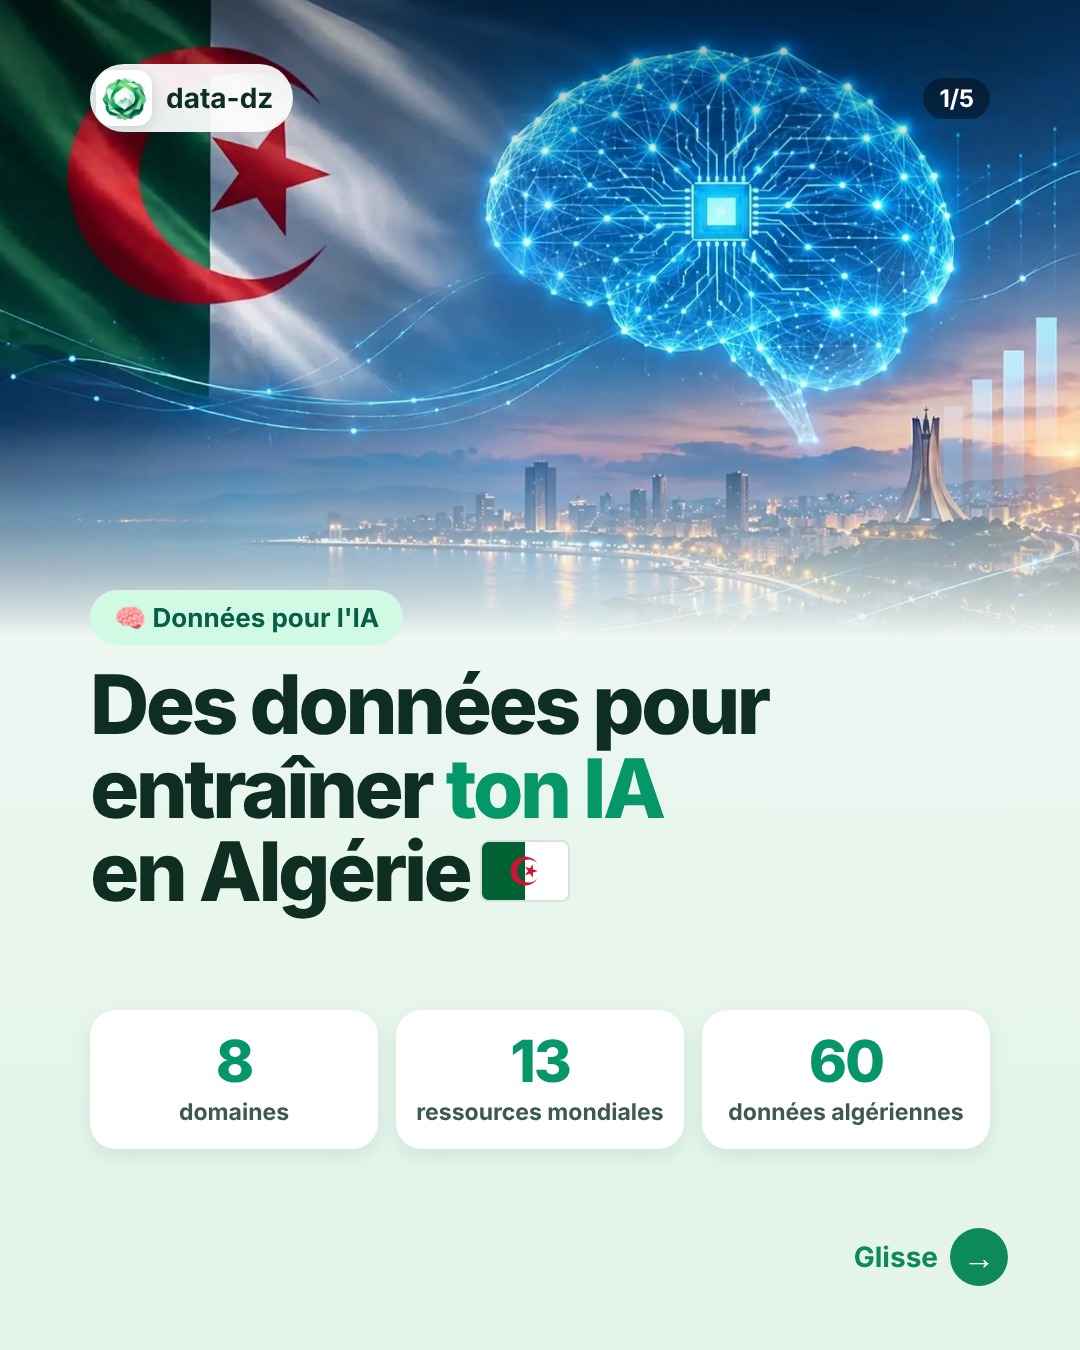 data-dz
1/5
🧠 Données pour l'IA
Des données pour
entraîner ton IA
en Algérie 🇩🇿
8
domaines
13
ressources mondiales
60
données algériennes
Glisse →